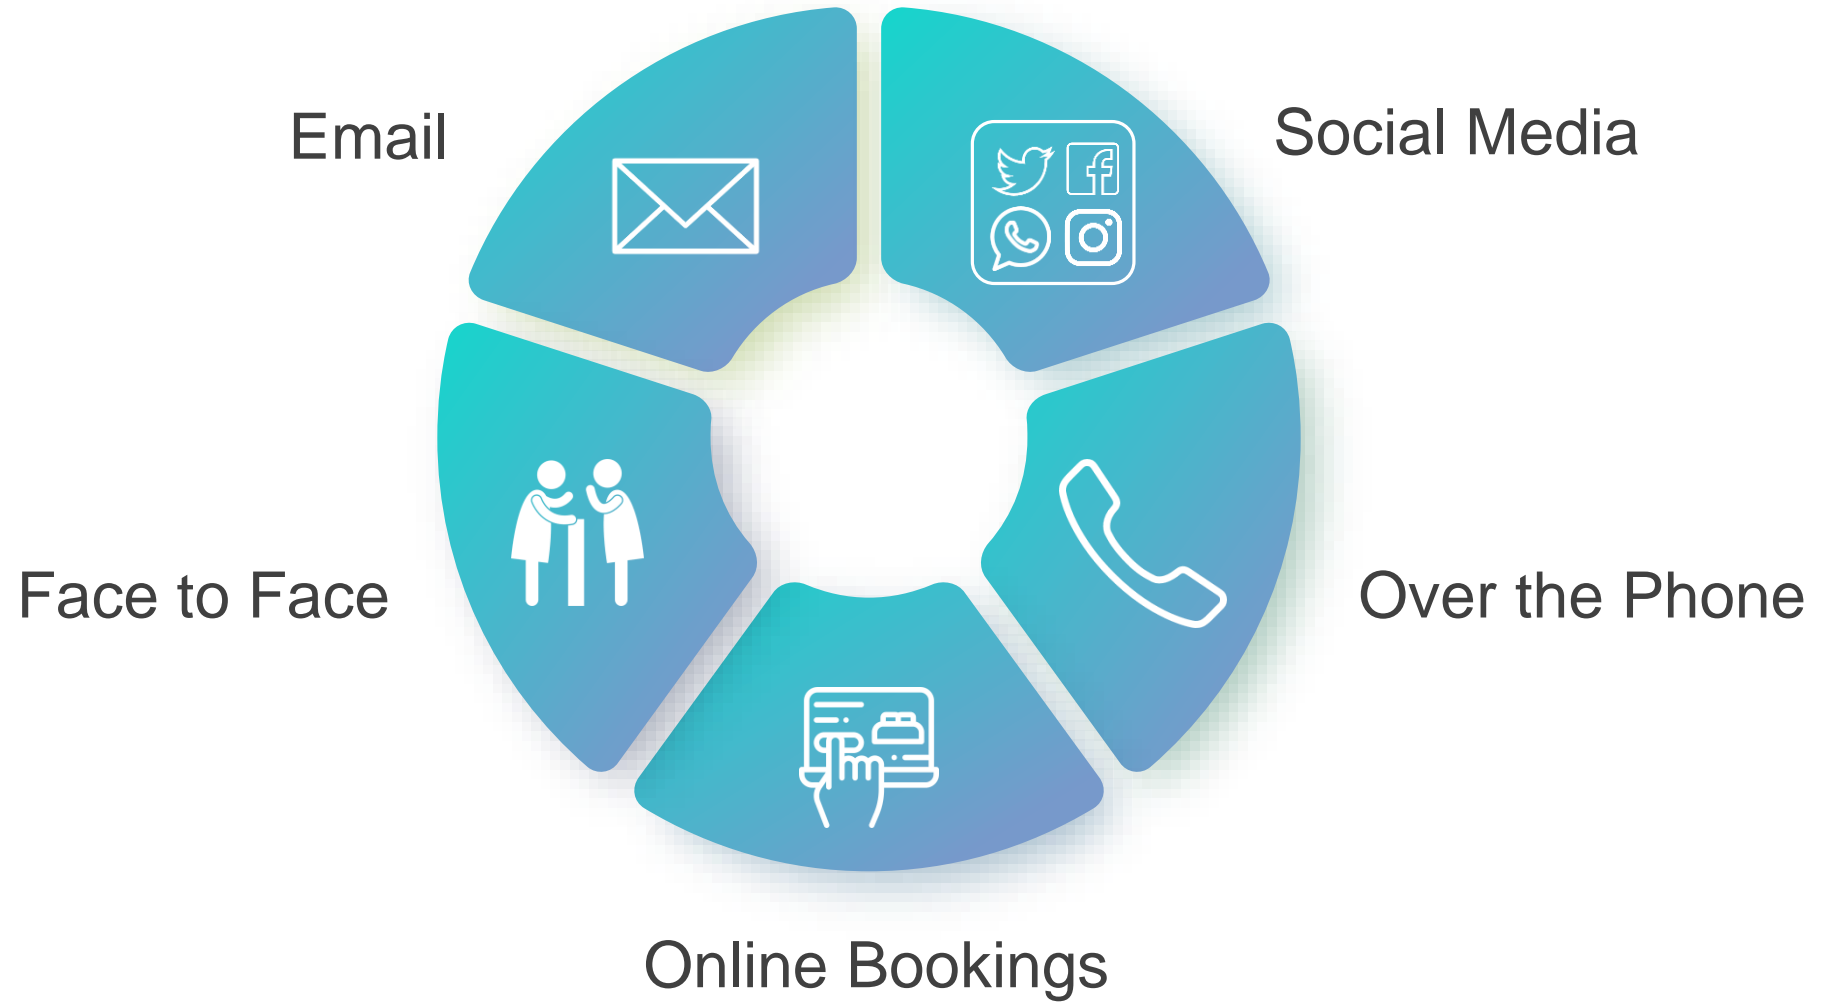 Email
Social Media
Face to Face
Over the Phone
Online Bookings